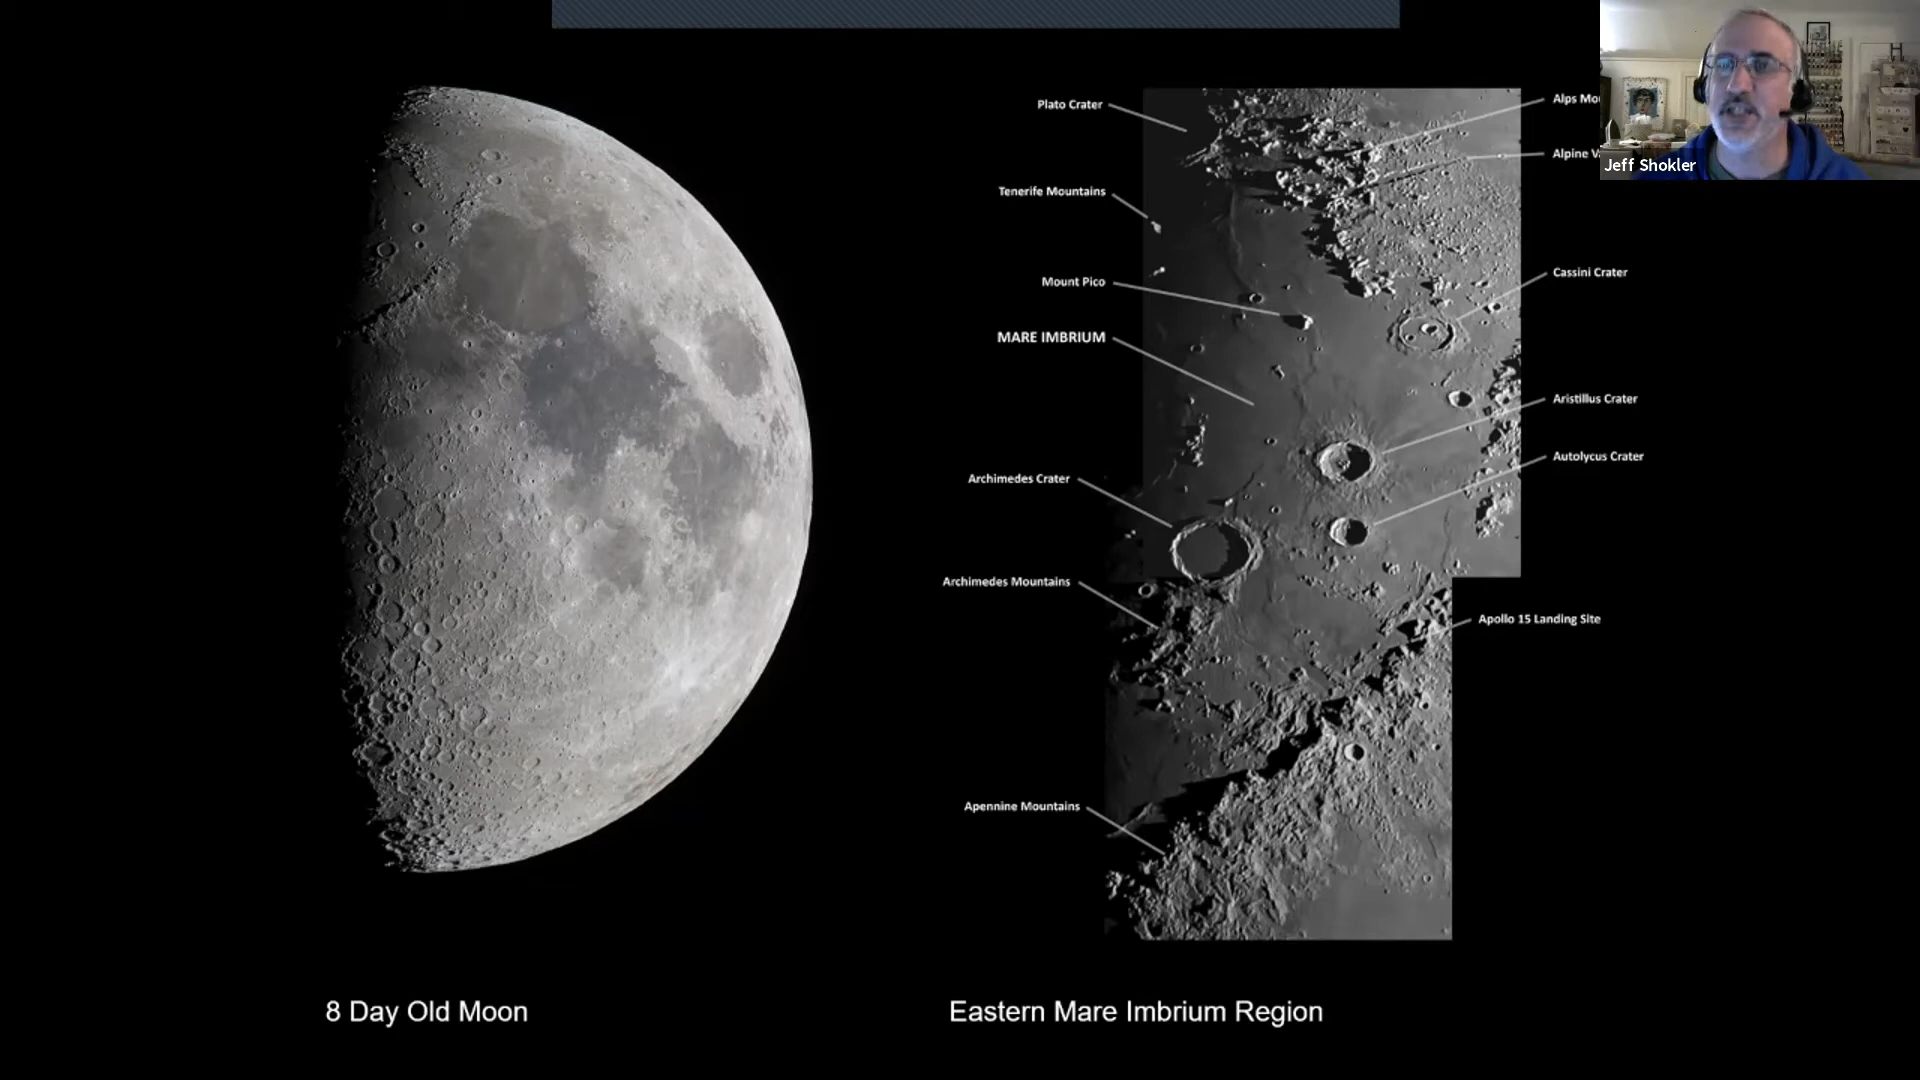 Plato Crater
Alps Mo
Tenerife Mountains
Alpine V
Jeff Shokler
Mount Pico
Cassini Crater
MARE IMBRIUM
Aristillus Crater
Autolycus Crater
Archimedes Crater
Archimedes Mountains
Apollo 15 Landing Site
Apennine Mountains
8 Day Old Moon
Eastern Mare Imbrium Region